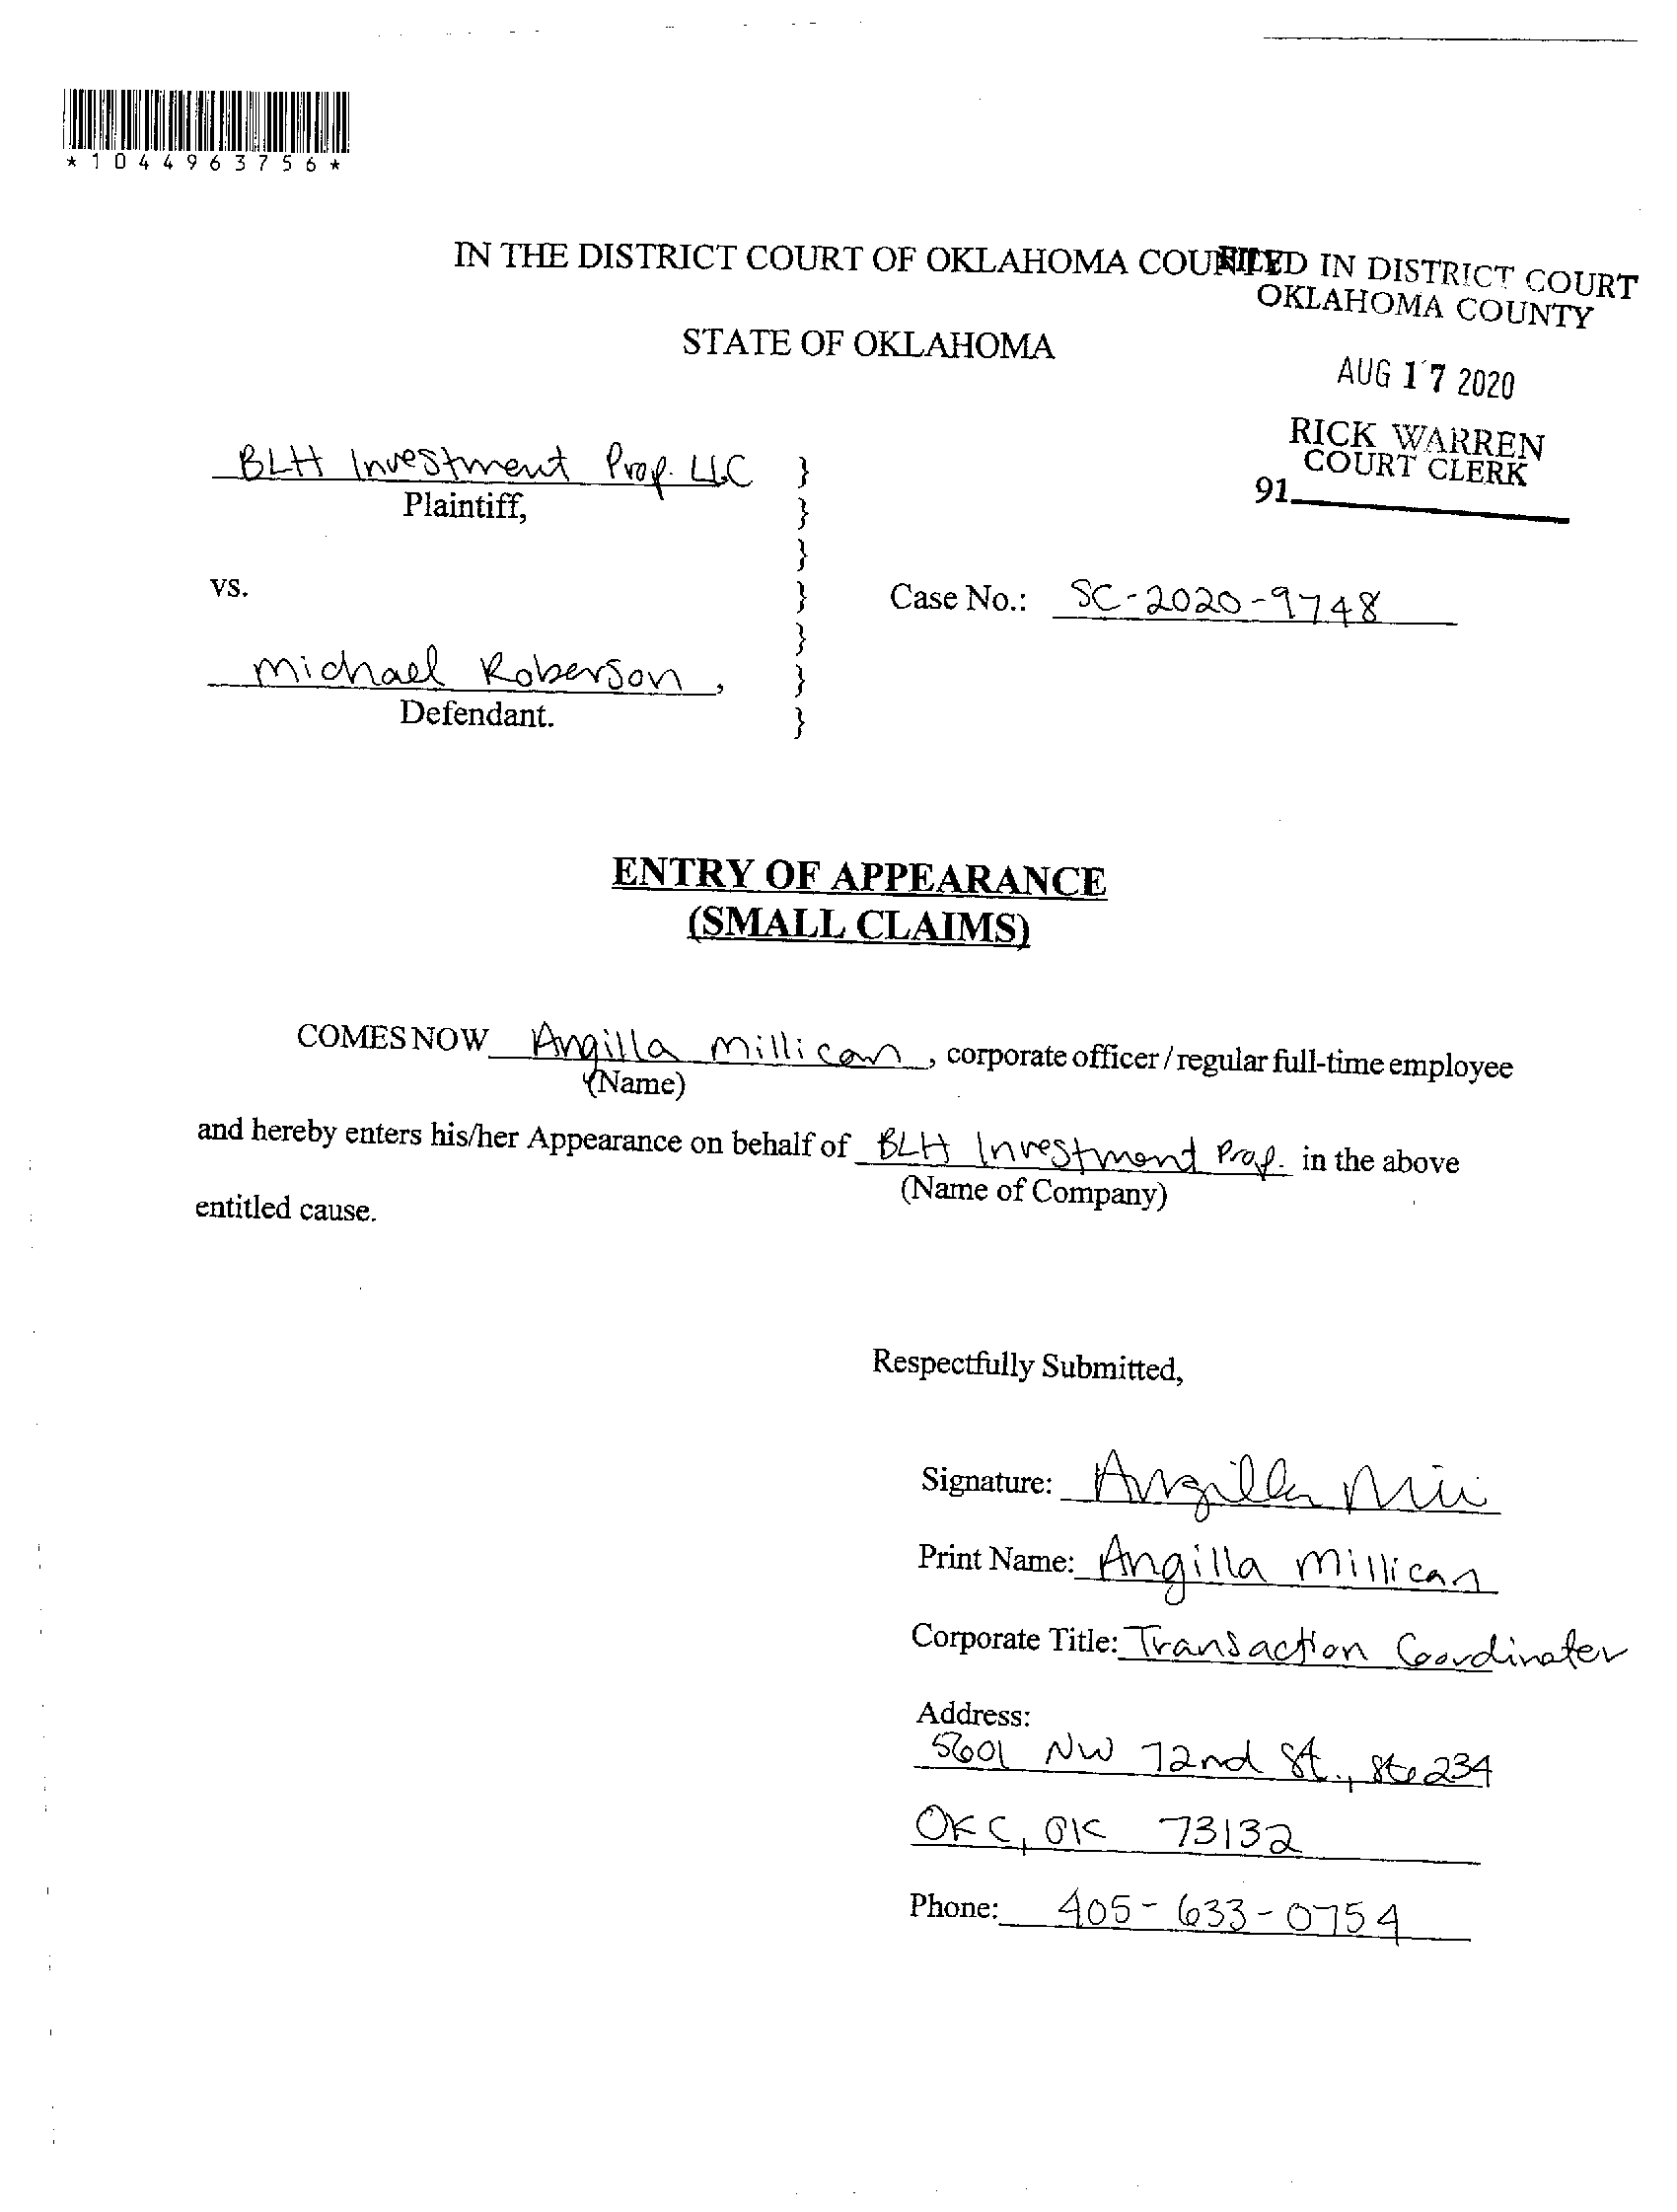 *1044963756*
IN THE DISTRICT COURT OF OKLAHOMA COUNTY
FILED IN DISTRICT COURT
OKLAHOMA COUNTY
STATE OF OKLAHOMA
AUG 17 2020
RICK WARREN
COURT CLERK
91
BLH Investment Prop. LLC }
Plaintiff, }
}
vs. } Case No.: SC-2020-9748
}
Michael Roberson, }
Defendant. }
ENTRY OF APPEARANCE
(SMALL CLAIMS)
COMES NOW Angilla Millican, corporate officer/regular full-time employee
(Name)
and hereby enters his/her Appearance on behalf of BLH Investment Prop. in the above
(Name of Company)
entitled cause.
Respectfully Submitted,
Signature: Angilla Mii
Print Name: Angilla Millican
Corporate Title: Transaction Coordinator
Address:
5601 NW 72nd St., Ste 234
OKC, OK 73132
Phone: 405-633-0754